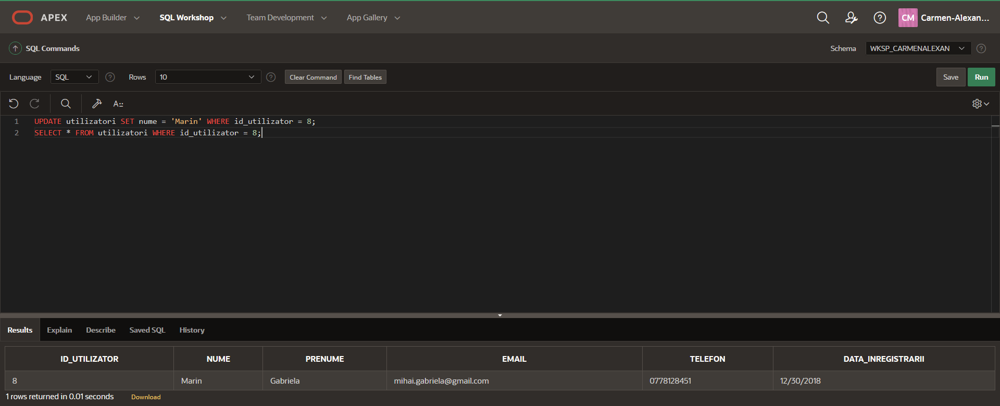 APEX App Builder SQL Workshop Team Development App Gallery CM Carmen-Alexan...
SQL Commands Schema WKSP_CARMENALEXAN
Language SQL Rows 10 Clear Command Find Tables Save Run
1 UPDATE utilizatori SET nume = 'Marin' WHERE id_utilizator = 8;
2 SELECT * FROM utilizatori WHERE id_utilizator = 8;
Results Explain Describe Saved SQL History
ID_UTILIZATOR NUME PRENUME EMAIL TELEFON DATA_INREGISTRARII
8 Marin Gabriela mihai.gabriela@gmail.com 0778128451 12/30/2018
1 rows returned in 0.01 seconds Download